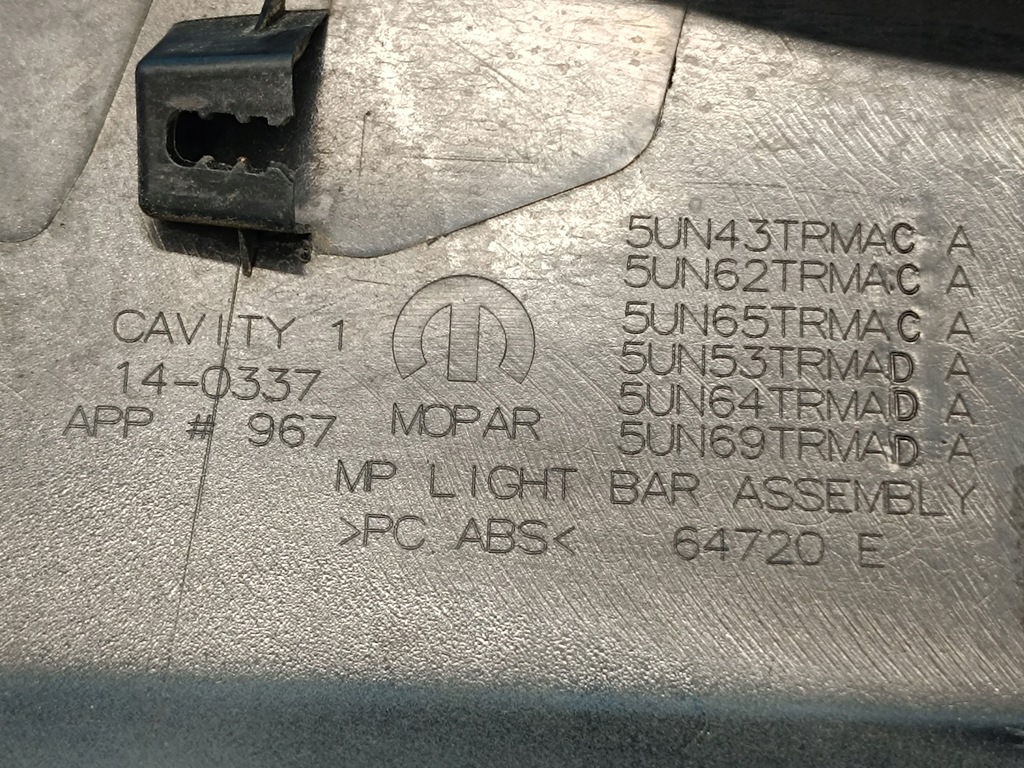 5UN43TRMAC A
5UN62TRMAC A
5UN65TRMAC A
5UN53TRMAD A
5UN64TRMAD A
5UN69TRMAD A
CAVITY 1
14-0337
APP # 967
MOPAR
MP LIGHT BAR ASSEMBLY
>PC ABS< 64720 E